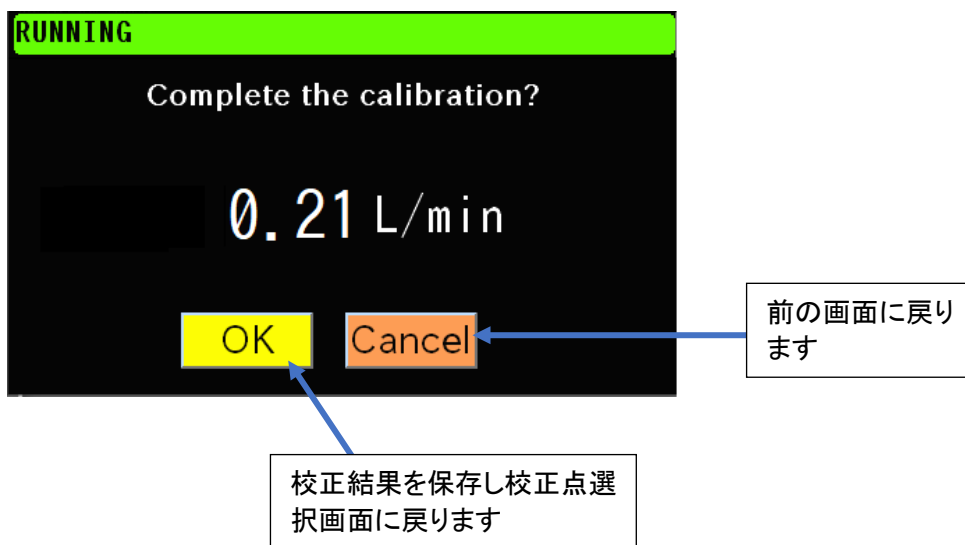 RUNNING
Complete the calibration?
0.21 L/min
OK Cancel
前の画面に戻り
ます
校正結果を保存し校正点選
択画面に戻ります